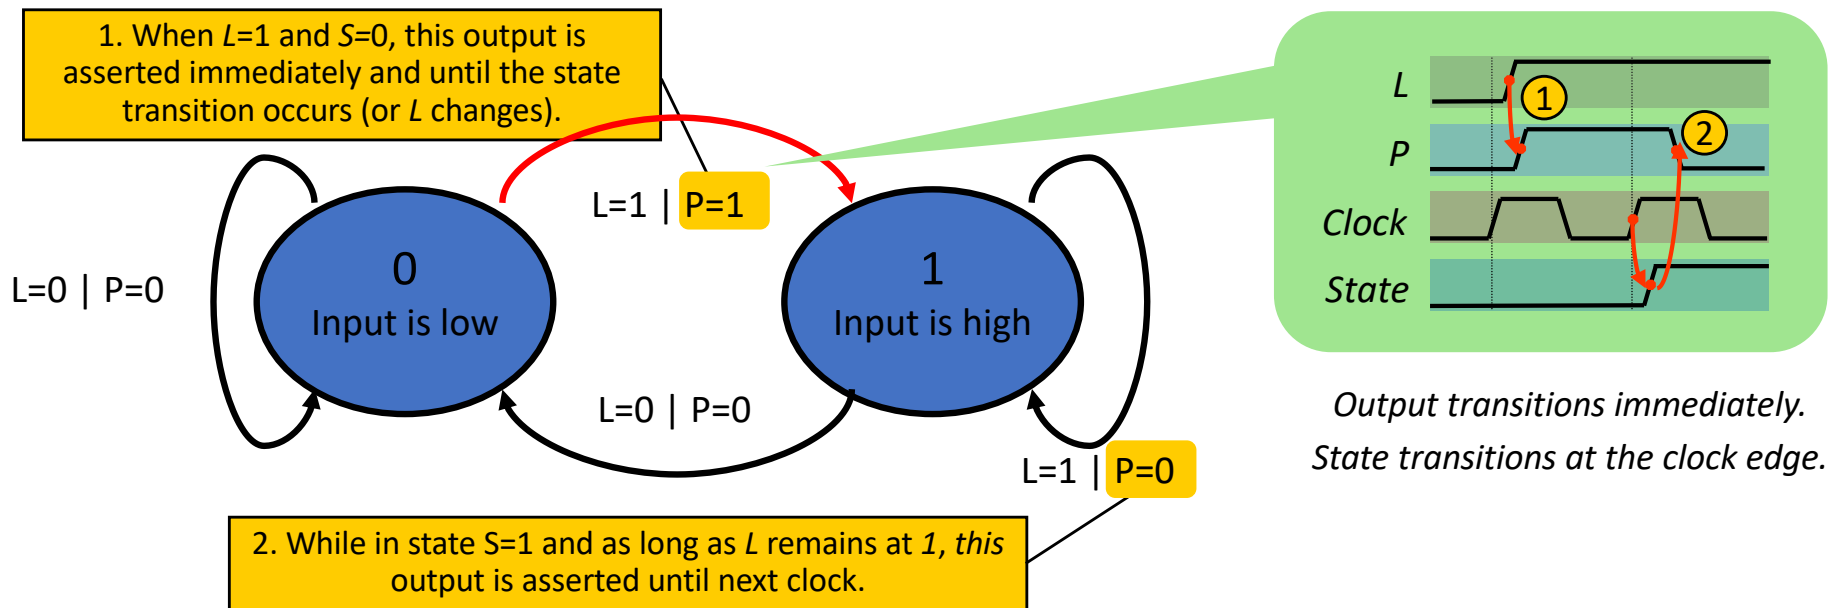 1. When L=1 and S=0, this output is
asserted immediately and until the state
transition occurs (or L changes).
L=1 | P=1
L=0 | P=0
0
Input is low
1
Input is high
L=0 | P=0
L=1 | P=0
2. While in state S=1 and as long as L remains at 1, this
output is asserted until next clock.
L
1
P
2
Clock
State
Output transitions immediately.
State transitions at the clock edge.